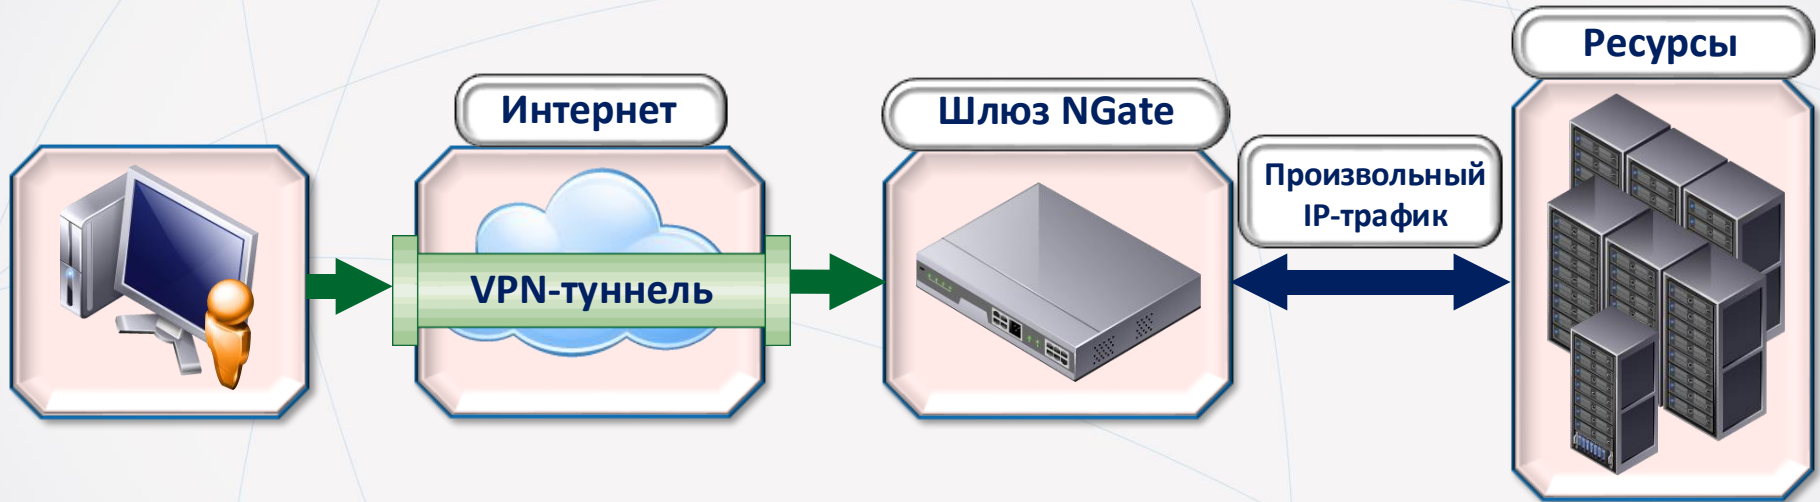 Интернет
VPN-туннель
Шлюз NGate
Произвольный
IP-трафик
Ресурсы